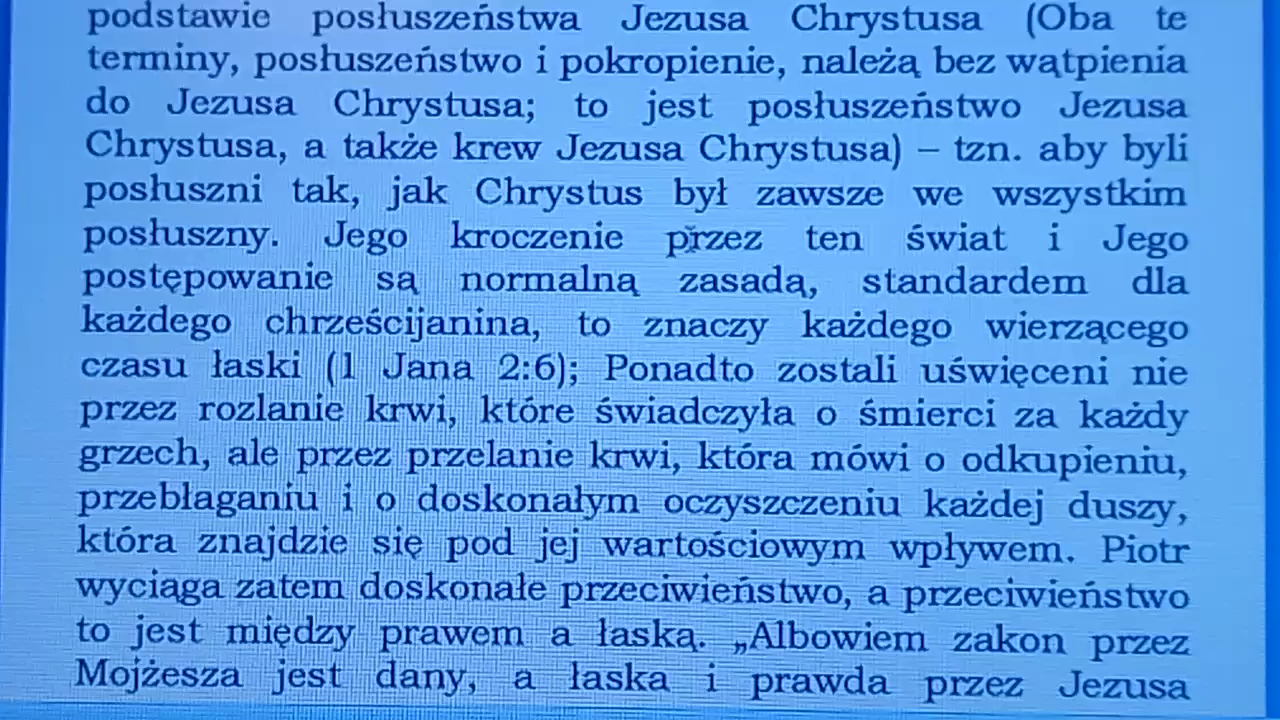 podstawie posłuszeństwa Jezusa Chrystusa (Oba te
terminy, posłuszeństwo i pokropienie, należą bez wątpienia
do Jezusa Chrystusa; to jest posłuszeństwo Jezusa
Chrystusa, a także krew Jezusa Chrystusa) – tzn. aby byli
posłuszni tak, jak Chrystus był zawsze we wszystkim
posłuszny. Jego kroczenie przez ten świat i Jego
postępowanie są normalną zasadą, standardem dla
każdego chrześcijanina, to znaczy każdego wierzącego
czasu łaski (1 Jana 2:6); Ponadto zostali uświęceni nie
przez rozlanie krwi, które świadczyła o śmierci za każdy
grzech, ale przez przelanie krwi, która mówi o odkupieniu,
przebłaganiu i o doskonałym oczyszczeniu każdej duszy,
która znajdzie się pod jej wartościowym wpływem. Piotr
wyciąga zatem doskonałe przeciwieństwo, a przeciwieństwo
to jest między prawem a łaską. „Albowiem zakon przez
Mojżesza jest dany, a łaska i prawda przez Jezusa